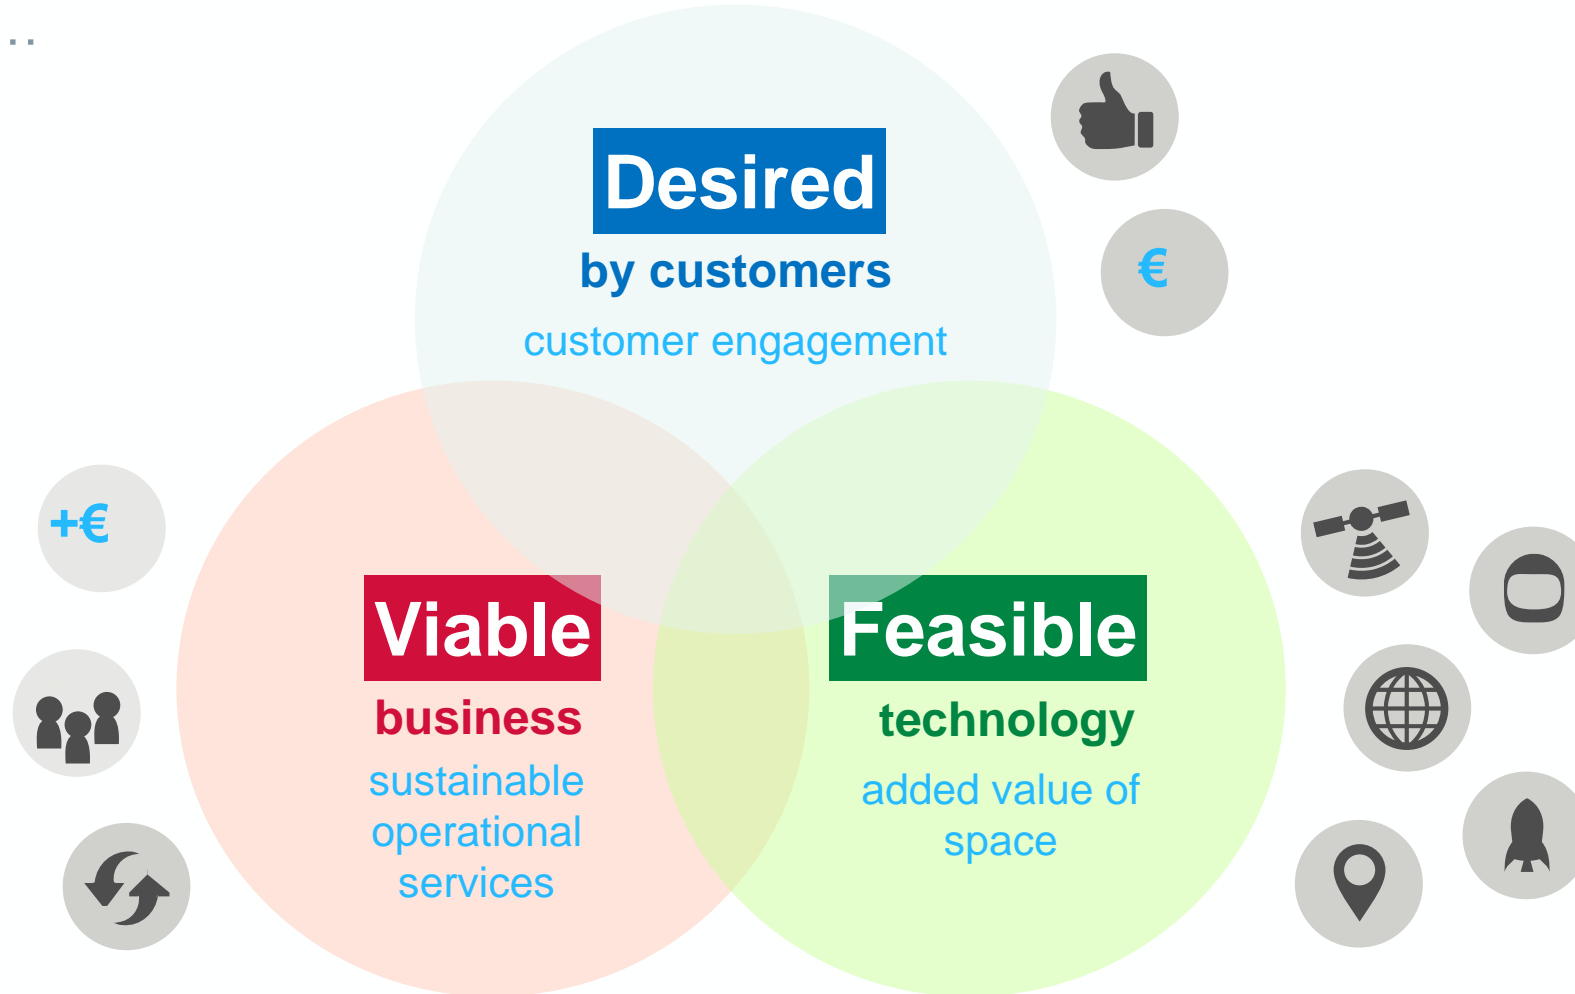 ..
Desired
by customers
customer engagement
€
+€
Viable
business
sustainable
operational
services
Feasible
technology
added value of
space